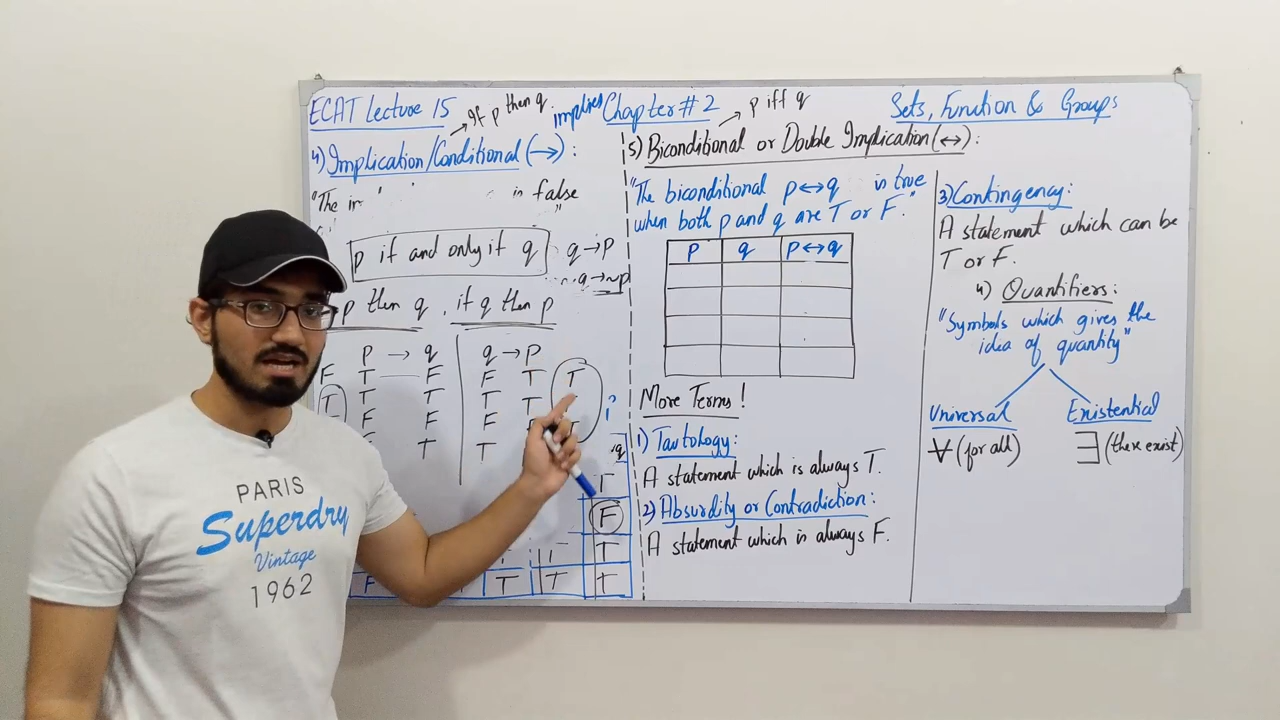 ECAT lecture 15
→ If p then q
implies
Chapter # 2
→ p iff q
Sets, Function & Groups
4) Implication/Conditional (→) :
"The
is false
"
p if and only if q
q → p
q → ~p
p then q , if q then p
p → q
q → p
F T F
F T T
T T T
T T
F F
F
T
T
q
T
F
T
F
T
T
T
5) Biconditional or Double Implication (↔) :
"The biconditional p ↔ q is true
when both p and q are T or F."
p q p ↔ q
More Terms !
1) Tautology:
A statement which is always T.
2) Absurdity or Contradiction:
A statement which is always F.
3) Contingency:
A statement which can be
T or F.
4) Quantifiers:
"Symbols which gives the
idea of quantity"
Universal
∀ (for all)
Existential
∃ (there exist)
PARIS
Superdry
Vintage
1962